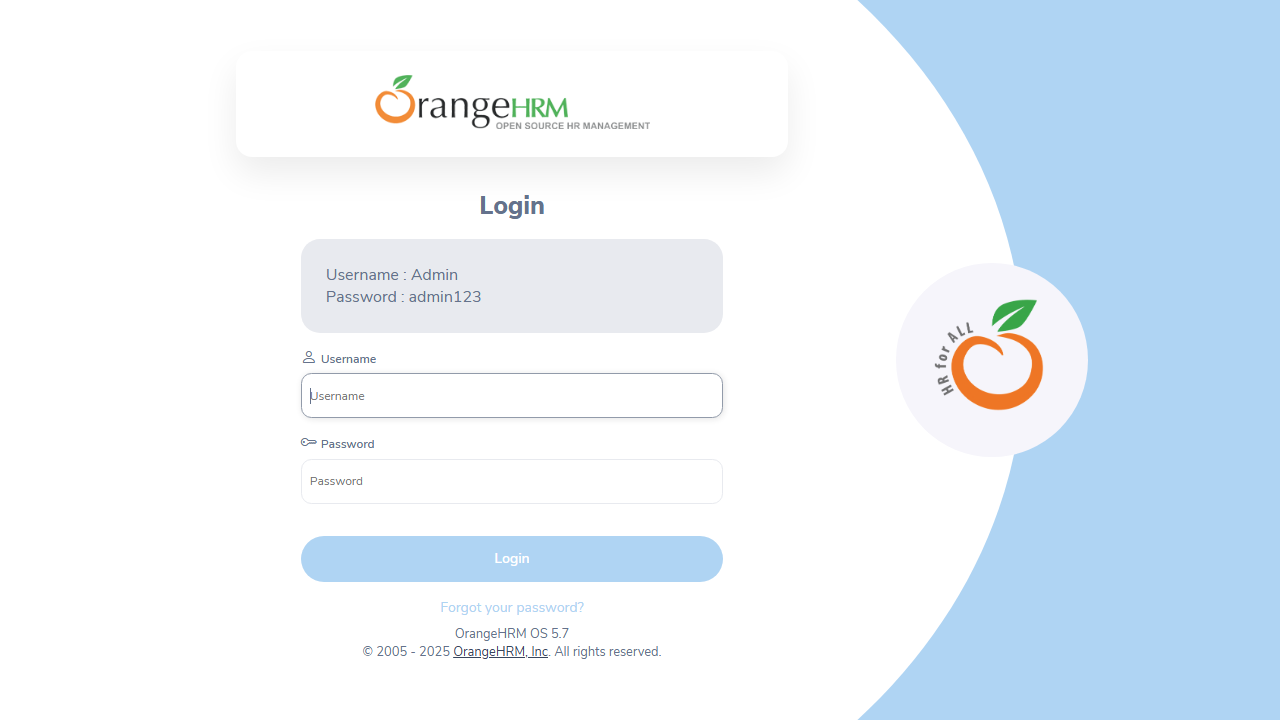 OrangeHRM
OPEN SOURCE HR MANAGEMENT
Login
Username : Admin
Password : admin123
Username
Username
Password
Password
Login
Forgot your password?
OrangeHRM OS 5.7
© 2005 - 2025 OrangeHRM, Inc. All rights reserved.
HR for ALL